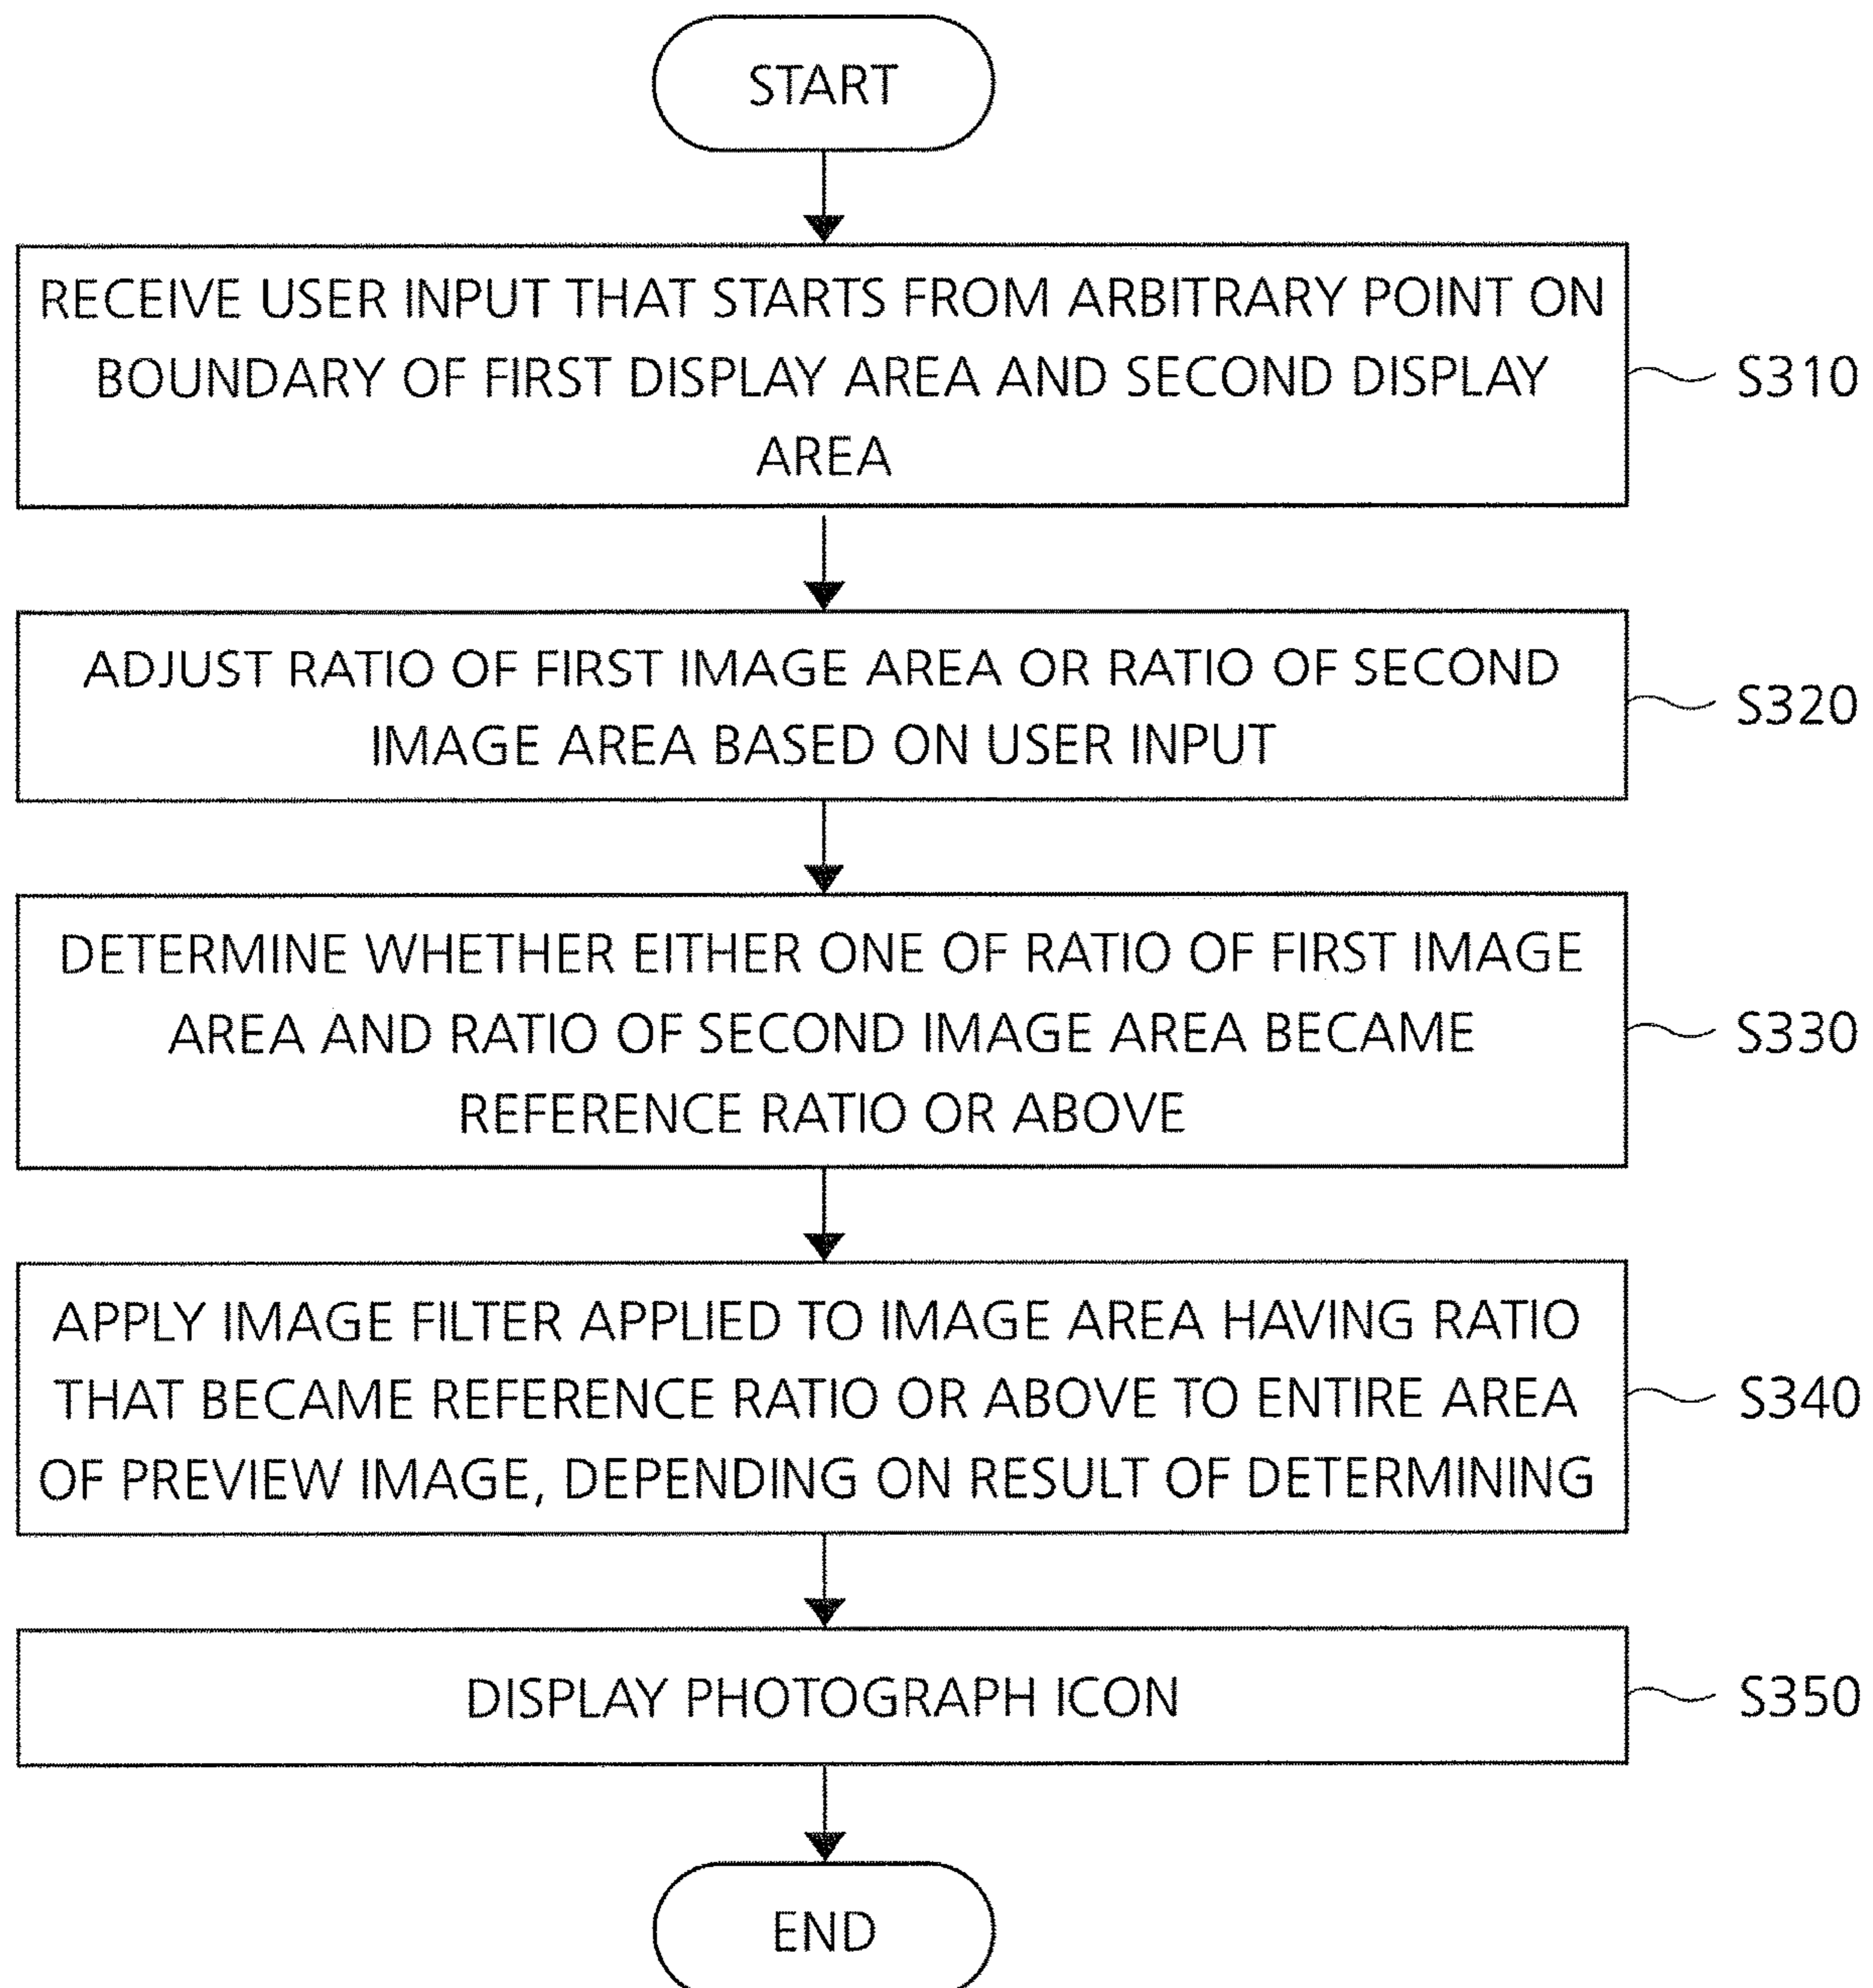 START
RECEIVE USER INPUT THAT STARTS FROM ARBITRARY POINT ON
BOUNDARY OF FIRST DISPLAY AREA AND SECOND DISPLAY
AREA
S310
ADJUST RATIO OF FIRST IMAGE AREA OR RATIO OF SECOND
IMAGE AREA BASED ON USER INPUT
S320
DETERMINE WHETHER EITHER ONE OF RATIO OF FIRST IMAGE
AREA AND RATIO OF SECOND IMAGE AREA BECAME
REFERENCE RATIO OR ABOVE
S330
APPLY IMAGE FILTER APPLIED TO IMAGE AREA HAVING RATIO
THAT BECAME REFERENCE RATIO OR ABOVE TO ENTIRE AREA
OF PREVIEW IMAGE, DEPENDING ON RESULT OF DETERMINING
S340
DISPLAY PHOTOGRAPH ICON
S350
END